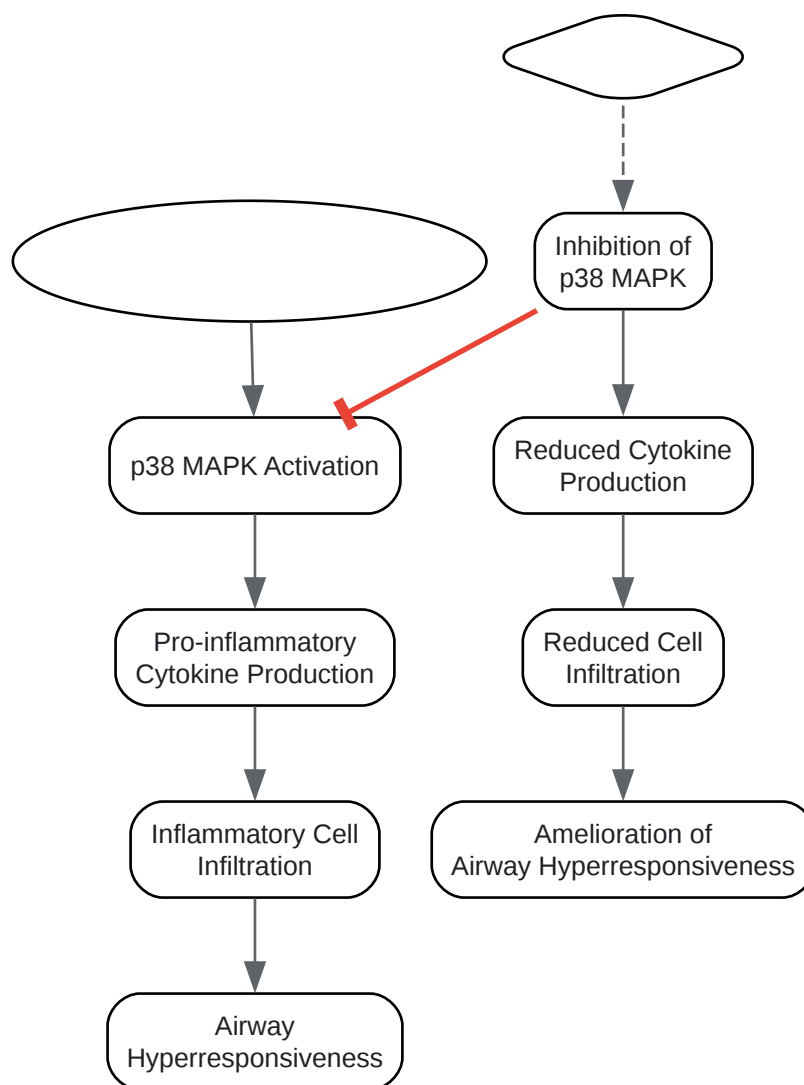 Inhibition of
p38 MAPK
p38 MAPK Activation
Reduced Cytokine
Production
Pro-inflammatory
Cytokine Production
Reduced Cell
Infiltration
Inflammatory Cell
Infiltration
Amelioration of
Airway Hyperresponsiveness
Airway
Hyperresponsiveness